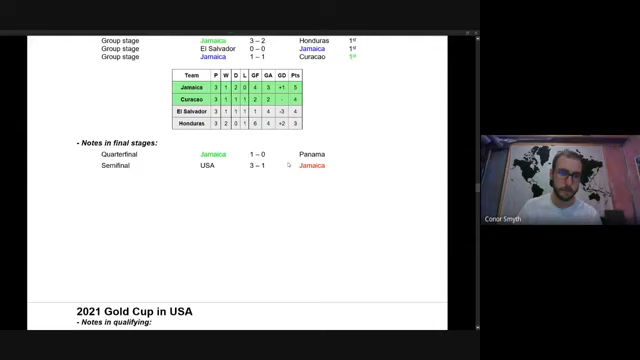 Group stage Jamaica 3 – 2 Honduras 1st
Group stage El Salvador 0 – 0 Jamaica 1st
Group stage Jamaica 1 – 1 Curacao 1st
Team P W D L GF GA GD Pts
Jamaica 3 1 2 0 4 3 +1 5
Curacao 3 1 1 1 2 2 - 4
El Salvador 3 1 1 1 1 4 -3 4
Honduras 3 2 0 1 6 4 +2 3
- Notes in final stages:
Quarterfinal Jamaica 1 – 0 Panama
Semifinal USA 3 – 1 Jamaica
Conor Smyth
2021 Gold Cup in USA
- Notes in qualifying: